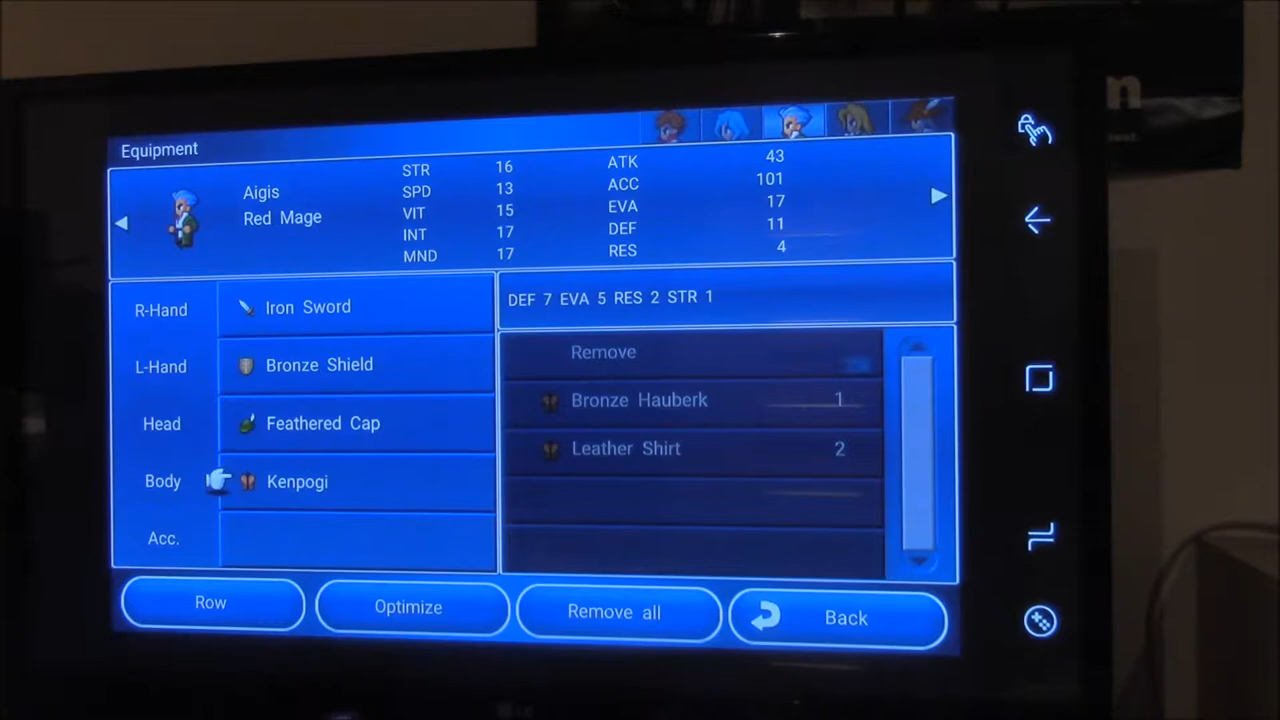 Equipment
Aigis
Red Mage
STR 16
SPD 13
VIT 15
INT 17
MND 17
ATK 43
ACC 101
EVA 17
DEF 11
RES 4
R-Hand Iron Sword
L-Hand Bronze Shield
Head Feathered Cap
Body Kenpogi
Acc.
DEF 7 EVA 5 RES 2 STR 1
Remove
Bronze Hauberk 1
Leather Shirt 2
Row
Optimize
Remove all
Back